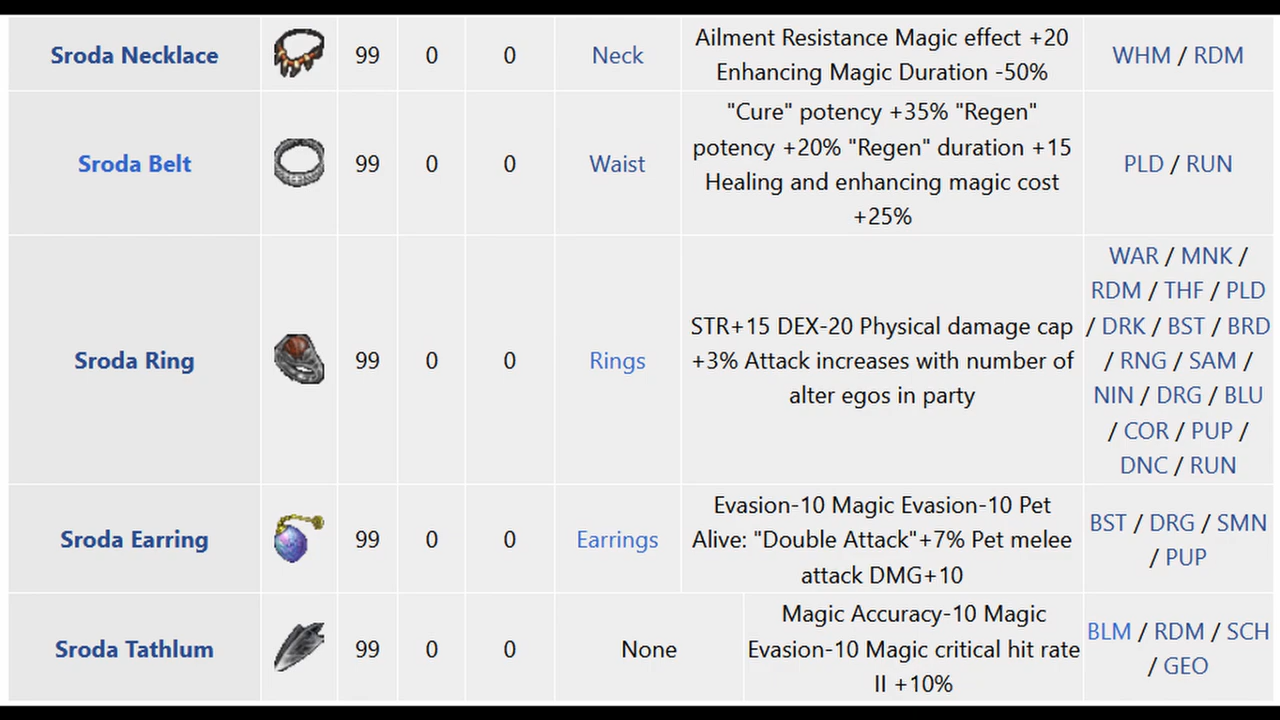 Sroda Necklace 99 0 0 Neck Ailment Resistance Magic effect +20
Enhancing Magic Duration -50% WHM / RDM
Sroda Belt 99 0 0 Waist "Cure" potency +35% "Regen"
potency +20% "Regen" duration +15
Healing and enhancing magic cost
+25% PLD / RUN
Sroda Ring 99 0 0 Rings STR+15 DEX-20 Physical damage cap
+3% Attack increases with number of
alter egos in party
WAR / MNK /
RDM / THF / PLD
/ DRK / BST / BRD
/ RNG / SAM /
NIN / DRG / BLU
/ COR / PUP /
DNC / RUN
Sroda Earring 99 0 0 Earrings Evasion-10 Magic Evasion-10 Pet
Alive: "Double Attack"+7% Pet melee
attack DMG+10
BST / DRG / SMN
/ PUP
Sroda Tathlum 99 0 0 None Magic Accuracy-10 Magic
Evasion-10 Magic critical hit rate
II +10%
BLM / RDM / SCH
/ GEO